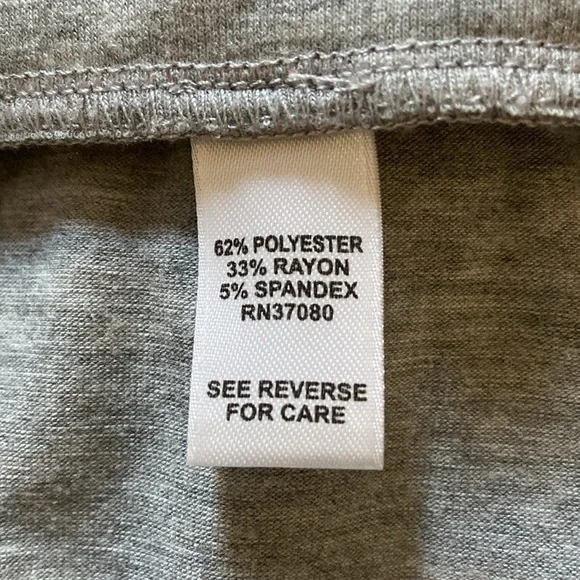 62% POLYESTER
33% RAYON
5% SPANDEX
RN37080
SEE REVERSE
FOR CARE